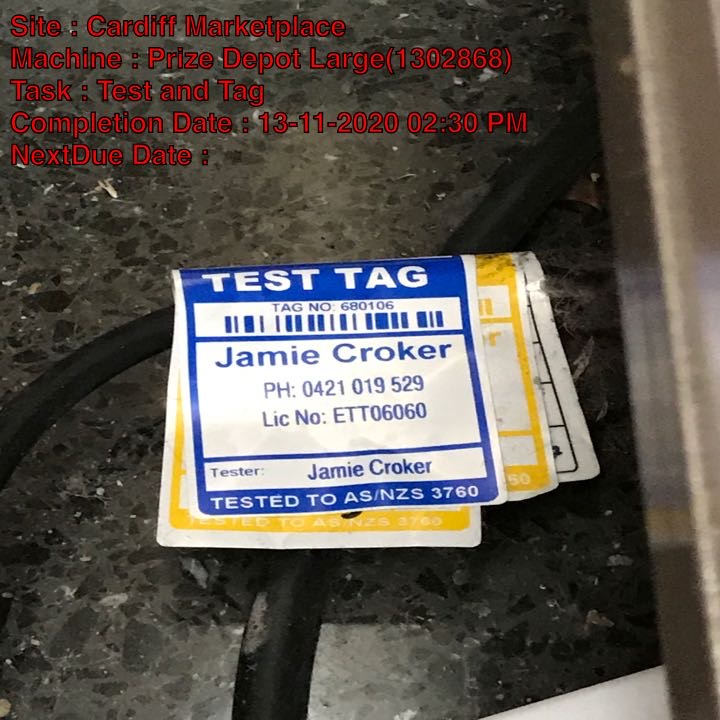 Site : Cardiff Marketplace
Machine : Prize Depot Large(1302868)
Task : Test and Tag
Completion Date : 13-11-2020 02:30 PM
NextDue Date :
TEST TAG
TAG NO: 680106
Jamie Croker
PH: 0421 019 529
Lic No: ETT06060
Tester: Jamie Croker
TESTED TO AS/NZS 3760
60
TESTED TO AS/NZS 3760